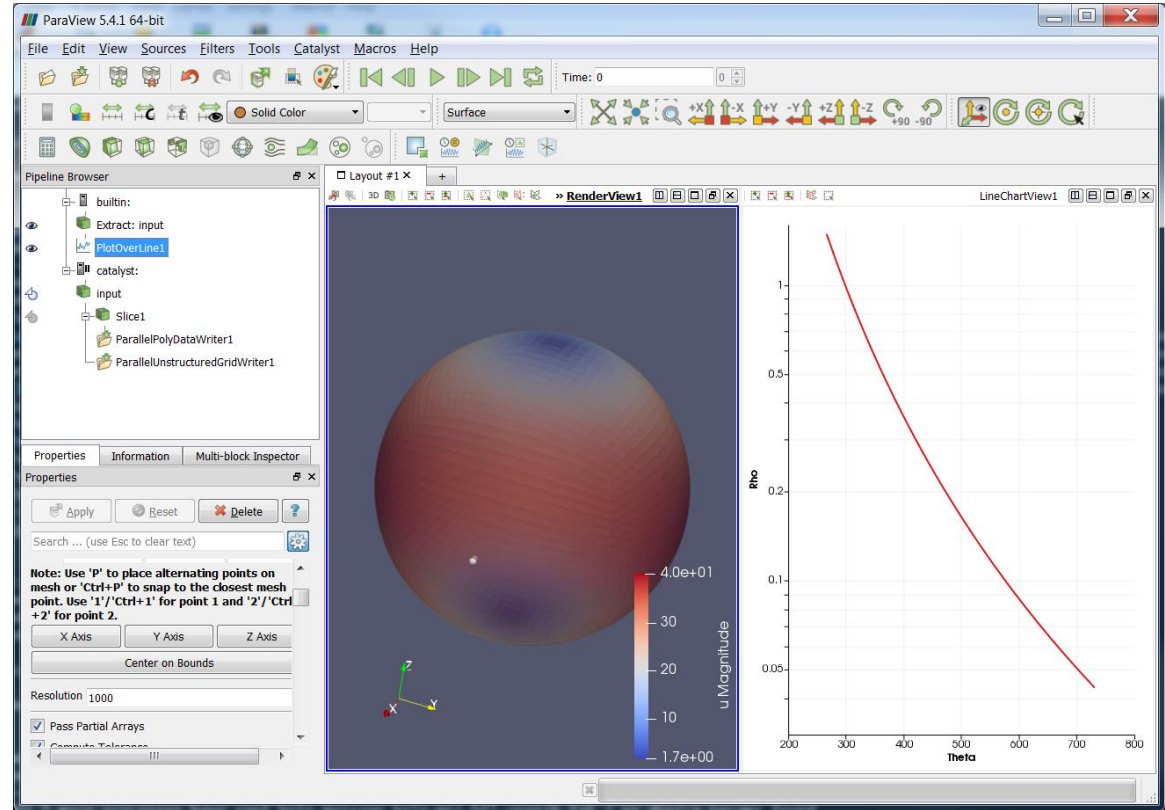 ParaView 5.4.1 64-bit
File Edit View Sources Filters Tools Catalyst Macros Help
Time: 0 0
Solid Color Surface +X -X +Y -Y +Z -Z +90 -90
Pipeline Browser
Layout #1 × +
builtin:
3D » RenderView1
LineChartView1
Extract: input
PlotOverLine1
catalyst:
input
Slice1
ParallelPolyDataWriter1
ParallelUnstructuredGridWriter1
Properties Information Multi-block Inspector
Properties
Apply Reset Delete ?
Search ... (use Esc to clear text)
Note: Use 'P' to place alternating points on
mesh or 'Ctrl+P' to snap to the closest mesh
point. Use '1'/'Ctrl+1' for point 1 and '2'/'Ctrl
+2' for point 2.
X Axis Y Axis Z Axis
Center on Bounds
Resolution 1000
Pass Partial Arrays
Compute Tolerance
Z
X
Y
4.0e+01
30
20
10
1.7e+00
u Magnitude
1
0.5
0.2
0.1
0.05
Rho
200 300 400 500 600 700 800
Theta